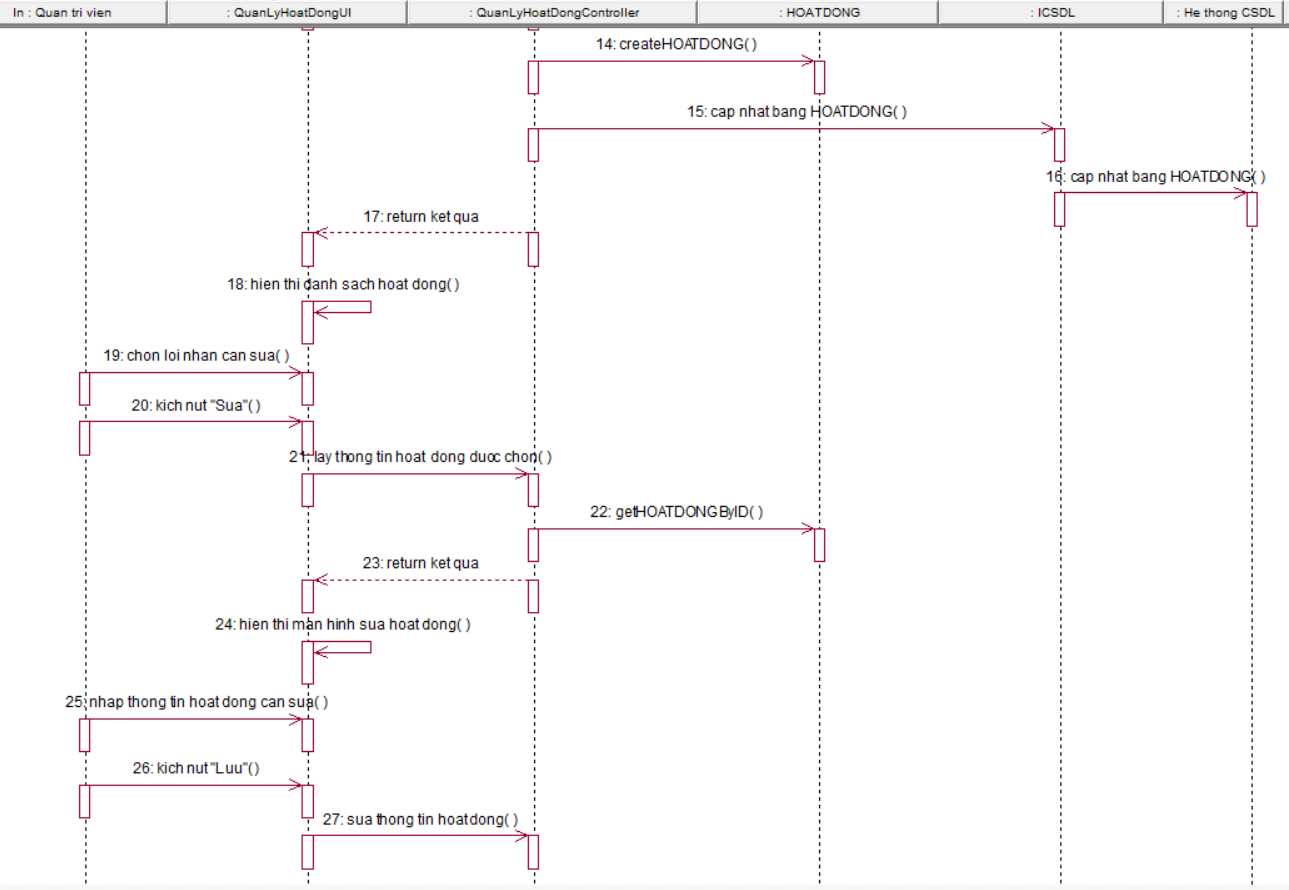 In : Quan tri vien
: QuanLyHoatDongUI
: QuanLyHoatDongController
: HOATDONG
: ICSDL
: He thong CSDL
14: createHOATDONG( )
15: cap nhat bang HOATDONG( )
16: cap nhat bang HOATDONG( )
17: return ket qua
18: hien thi danh sach hoat dong( )
19: chon loi nhan can sua( )
20: kich nut "Sua"( )
21: lay thong tin hoat dong duoc chon( )
22: getHOATDONGByID( )
23: return ket qua
24: hien thi man hinh sua hoat dong( )
25: nhap thong tin hoat dong can sua( )
26: kich nut "Luu"()
27: sua thong tin hoat dong( )